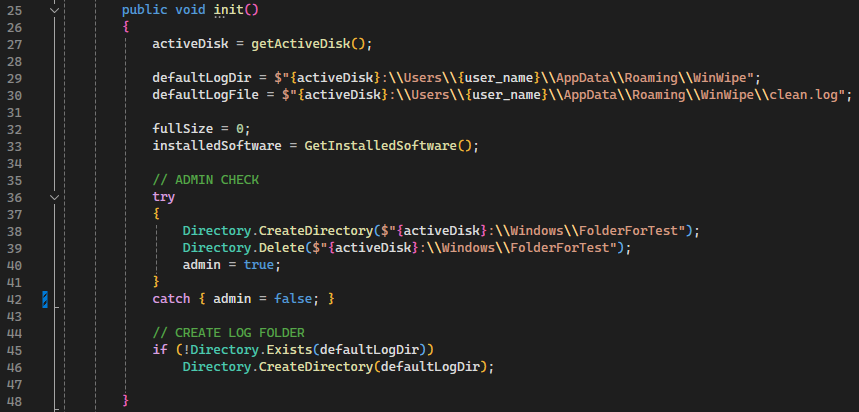 25 public void init()
26 {
27 activeDisk = getActiveDisk();
28
29 defaultLogDir = $"{activeDisk}:\\Users\\{user_name}\\AppData\\Roaming\\WinWipe";
30 defaultLogFile = $"{activeDisk}:\\Users\\{user_name}\\AppData\\Roaming\\WinWipe\\clean.log";
31
32 fullSize = 0;
33 installedSoftware = GetInstalledSoftware();
34
35 // ADMIN CHECK
36 try
37 {
38 Directory.CreateDirectory($"{activeDisk}:\\Windows\\FolderForTest");
39 Directory.Delete($"{activeDisk}:\\Windows\\FolderForTest");
40 admin = true;
41 }
42 catch { admin = false; }
43
44 // CREATE LOG FOLDER
45 if (!Directory.Exists(defaultLogDir))
46 Directory.CreateDirectory(defaultLogDir);
47
48 }